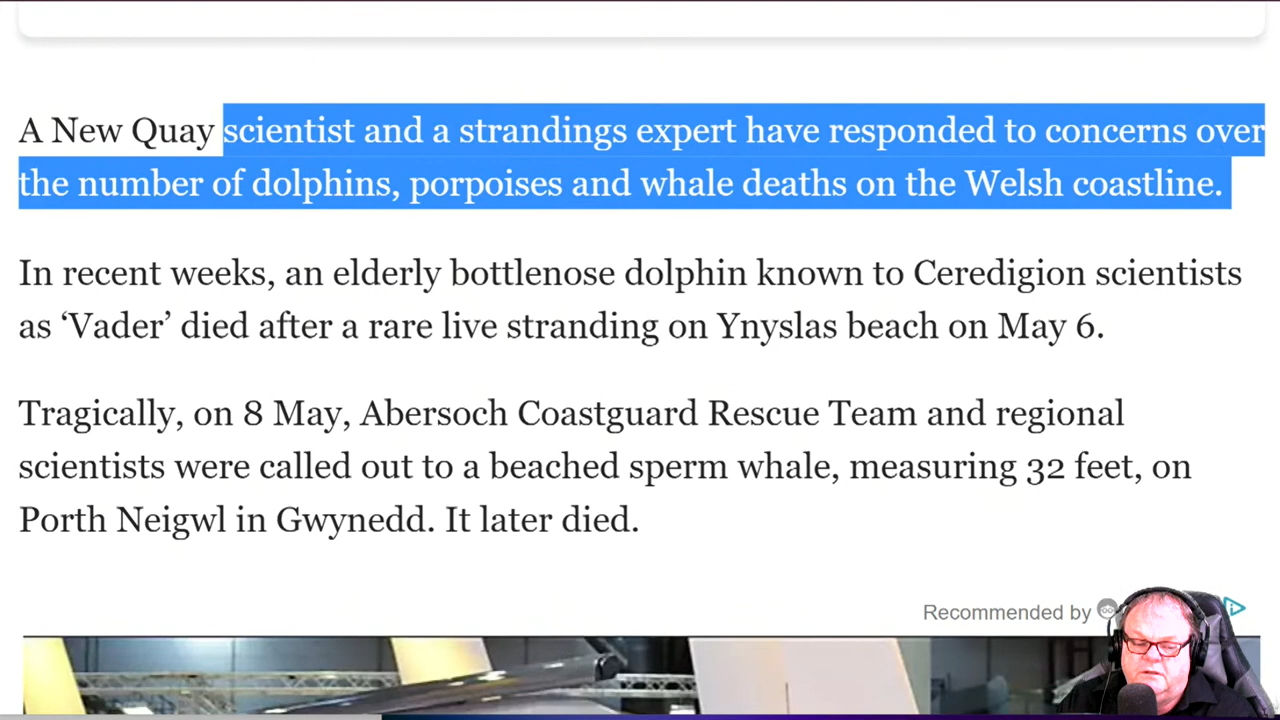 A New Quay scientist and a strandings expert have responded to concerns over
the number of dolphins, porpoises and whale deaths on the Welsh coastline.
In recent weeks, an elderly bottlenose dolphin known to Ceredigion scientists
as ‘Vader’ died after a rare live stranding on Ynyslas beach on May 6.
Tragically, on 8 May, Abersoch Coastguard Rescue Team and regional
scientists were called out to a beached sperm whale, measuring 32 feet, on
Porth Neigwl in Gwynedd. It later died.
Recommended by